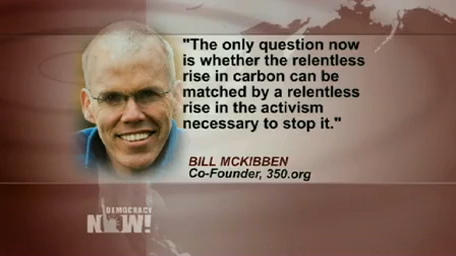 "The only question now
is whether the relentless
rise in carbon can be
matched by a relentless
rise in the activism
necessary to stop it."
BILL MCKIBBEN
Co-Founder, 350.org
DEMOCRACY
NOW!